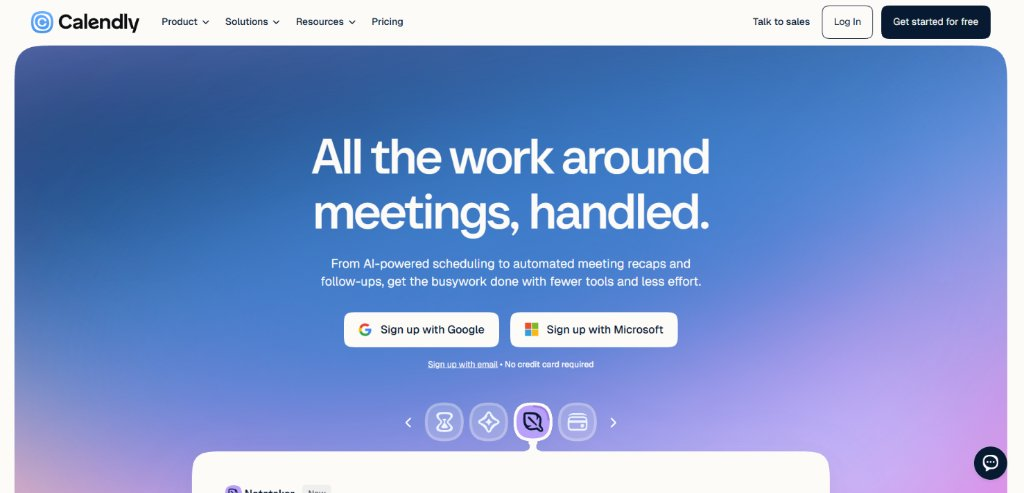 Calendly
Product
Solutions
Resources
Pricing
Talk to sales
Log In
Get started for free
All the work around
meetings, handled.
From AI-powered scheduling to automated meeting recaps and
follow-ups, get the busywork done with fewer tools and less effort.
Sign up with Google
Sign up with Microsoft
Sign up with email • No credit card required